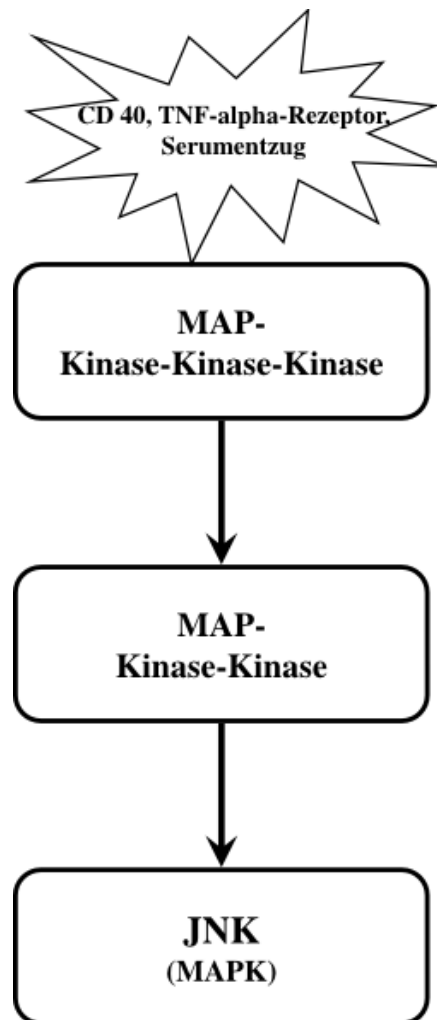 CD 40, TNF-alpha-Rezeptor,
Serumentzug
MAP-
Kinase-Kinase-Kinase
MAP-
Kinase-Kinase
JNK
(MAPK)